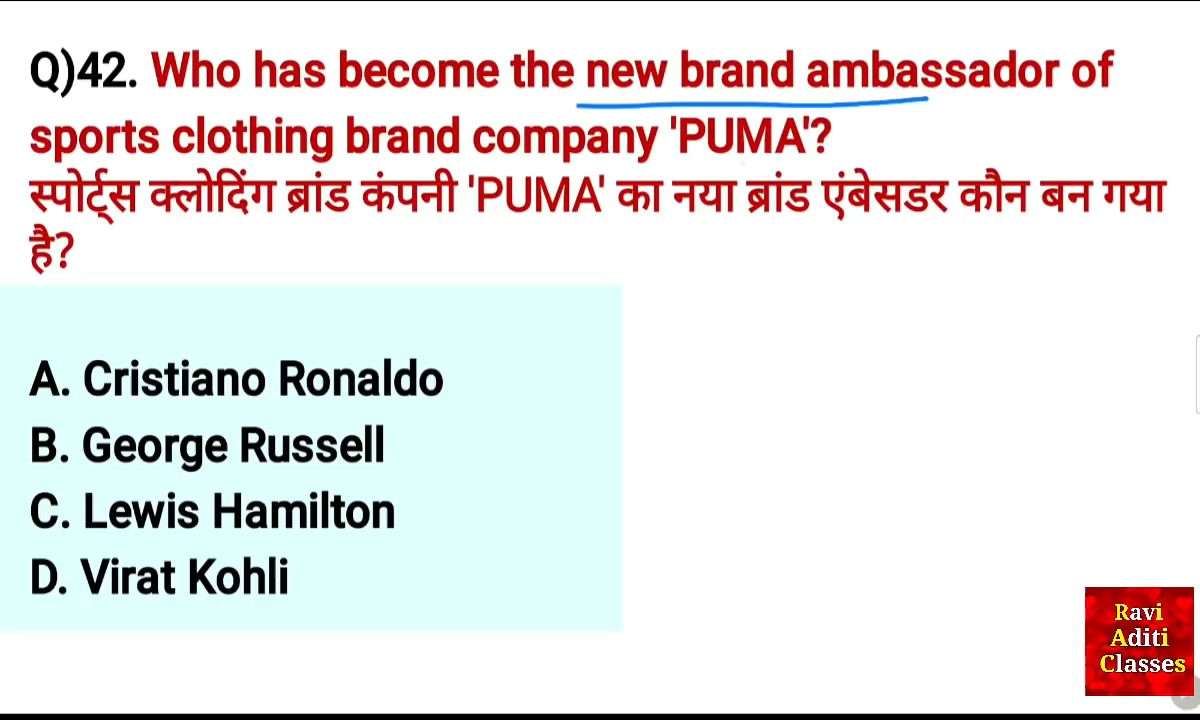 Q)42. Who has become the new brand ambassador of
sports clothing brand company 'PUMA'?
स्पोर्ट्स क्लोदिंग ब्रांड कंपनी 'PUMA' का नया ब्रांड एंबेसडर कौन बन गया
है?
A. Cristiano Ronaldo
B. George Russell
C. Lewis Hamilton
D. Virat Kohli
Ravi
Aditi
Classes